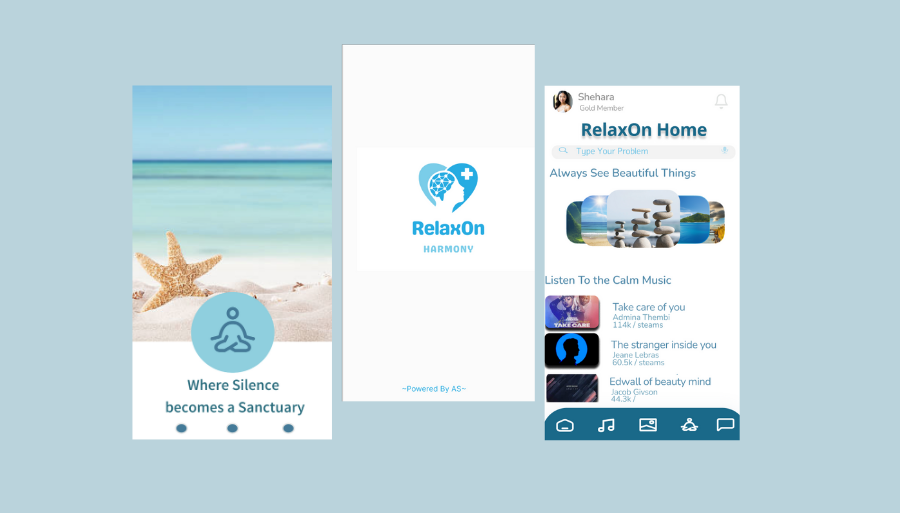 Where Silence
becomes a Sanctuary
RelaxOn
HARMONY
~Powered By AS~
Shehara
Gold Member
RelaxOn Home
Type Your Problem
Always See Beautiful Things
Listen To the Calm Music
TAKE CARE
Take care of you
Admina Thembi
114k / steams
The stranger inside you
Jeane Lebras
60.5k / steams
Edwall of beauty mind
Jacob Givson
44.3k /